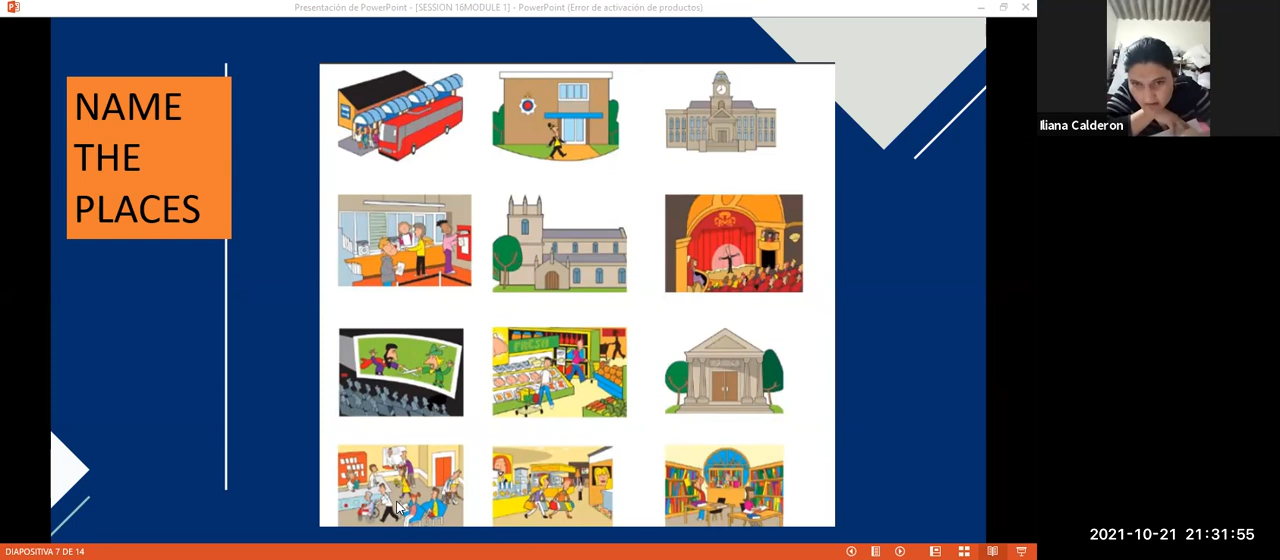 Presentación de PowerPoint - [SESSION 16MODULE 1] - PowerPoint (Error de activación de productos)
NAME
THE
PLACES
FRESH
Iliana Calderon
2021-10-21 21:31:55
DIAPOSITIVA 7 DE 14